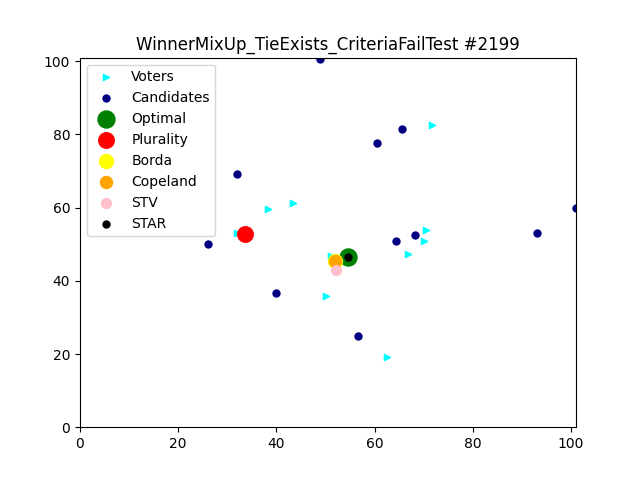 WinnerMixUp_TieExists_CriteriaFailTest #2199
Voters
Candidates
Optimal
Plurality
Borda
Copeland
STV
STAR
100
80
60
40
20
0
0 20 40 60 80 100